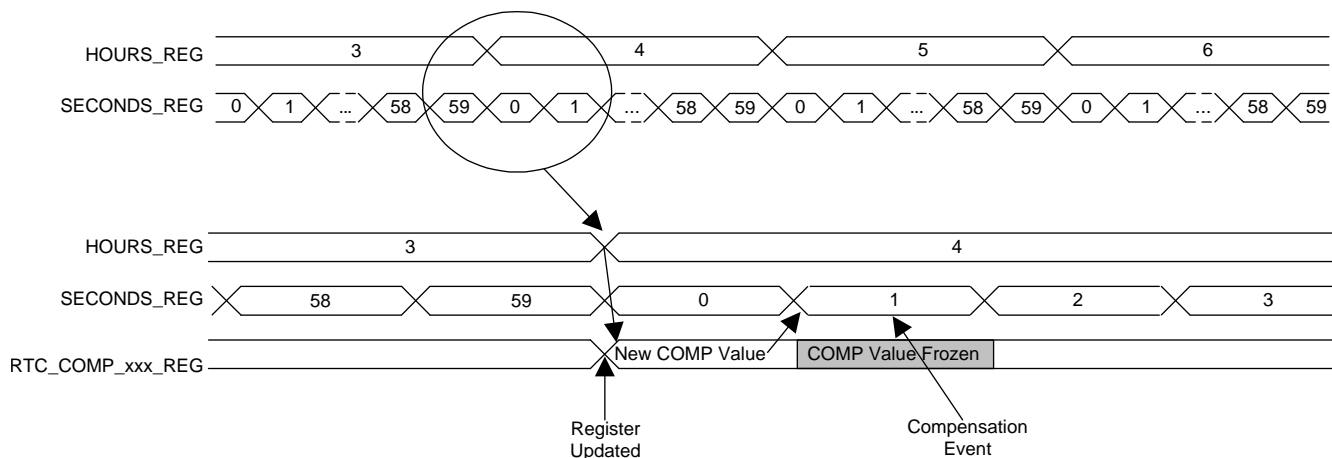 HOURS_REG 3 4 5 6
SECONDS_REG 0 1 ... 58 59 0 1 ... 58 59 0 1 ... 58 59 0 1 ... 58 59
HOURS_REG 3 4
SECONDS_REG 58 59 0 1 2 3
RTC_COMP_xxx_REG New COMP Value COMP Value Frozen
Register
Updated
Compensation
Event